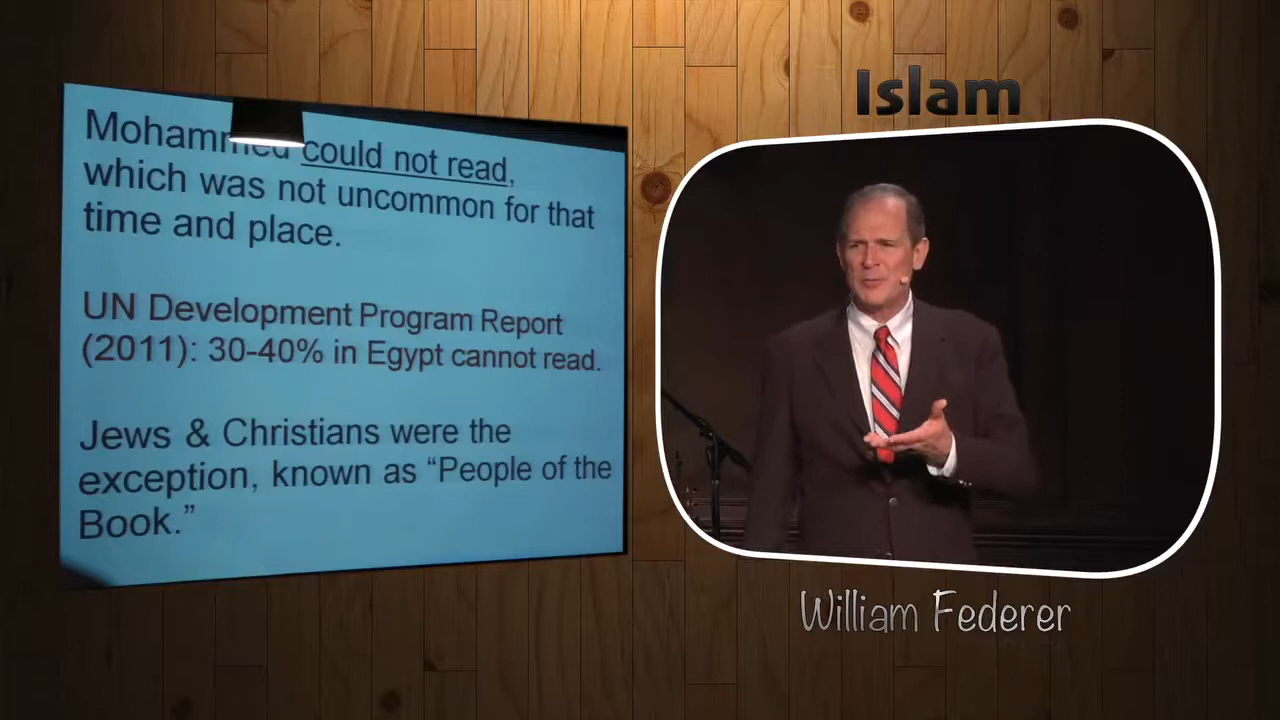 Mohammed could not read,
which was not uncommon for that
time and place.
UN Development Program Report
(2011): 30-40% in Egypt cannot read.
Jews & Christians were the
exception, known as “People of the
Book.”
Islam
William Federer